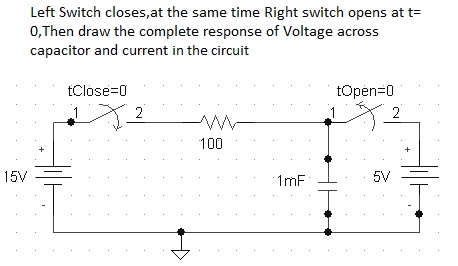 Left Switch closes,at the same time Right switch opens at t=
0,Then draw the complete response of Voltage across
capacitor and current in the circuit
tClose=0
tOpen=0
1
2
1
2
100
+
+
15V
1mF
5V
-
-